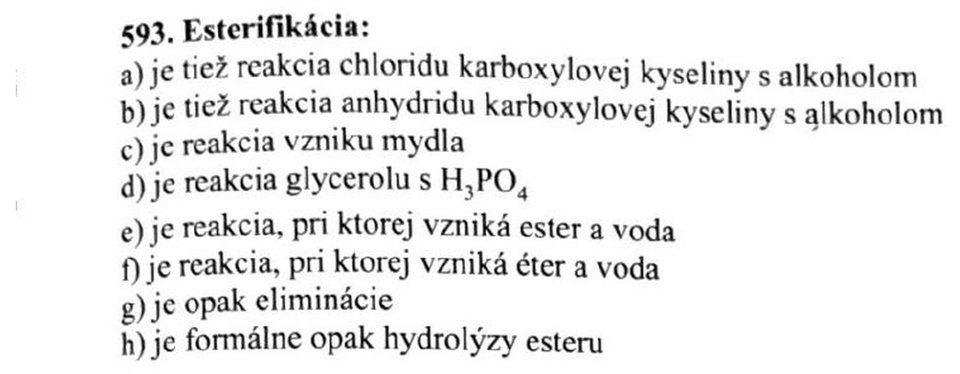 593. Esterifikácia:
a) je tiež reakcia chloridu karboxylovej kyseliny s alkoholom
b) je tiež reakcia anhydridu karboxylovej kyseliny s alkoholom
c) je reakcia vzniku mydla
d) je reakcia glycerolu s H₃PO₄
e) je reakcia, pri ktorej vzniká ester a voda
f) je reakcia, pri ktorej vzniká éter a voda
g) je opak eliminácie
h) je formálne opak hydrolýzy esteru